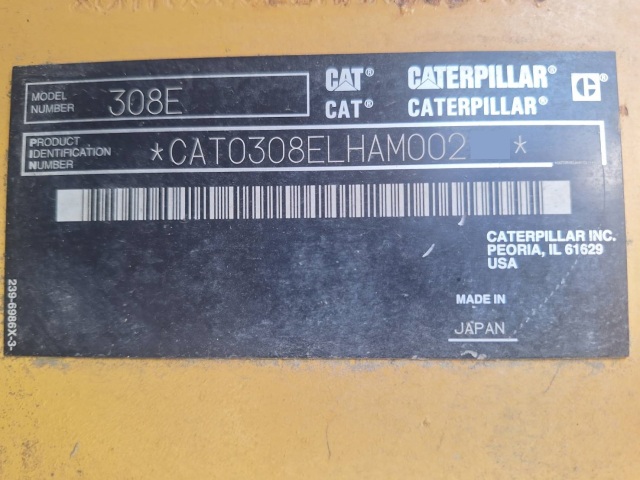 MODEL NUMBER 308E
CAT® CATERPILLAR®
CAT® CATERPILLAR® C
PRODUCT IDENTIFICATION NUMBER *CAT0308ELHAM002 *
CATERPILLAR INC.
PEORIA, IL 61629
USA
MADE IN
JAPAN
239-6986X-3-